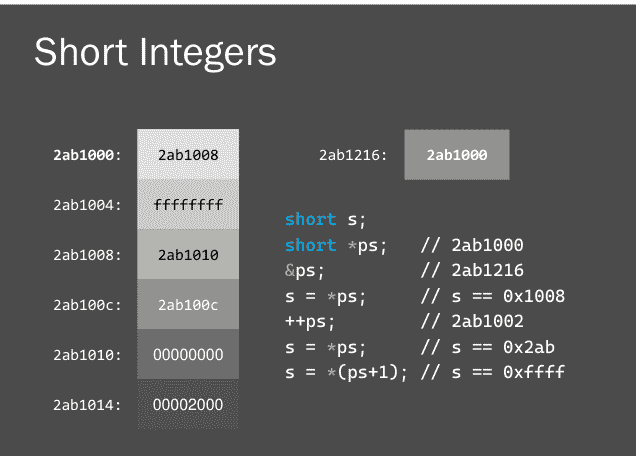 Short Integers
2ab1000: 2ab1008
2ab1004: ffffffff
2ab1008: 2ab1010
2ab100c: 2ab100c
2ab1010: 00000000
2ab1014: 00002000
2ab1216: 2ab1000
short s;
short *ps; // 2ab1000
&ps; // 2ab1216
s = *ps; // s == 0x1008
++ps; // 2ab1002
s = *ps; // s == 0x2ab
s = *(ps+1); // s == 0xffff